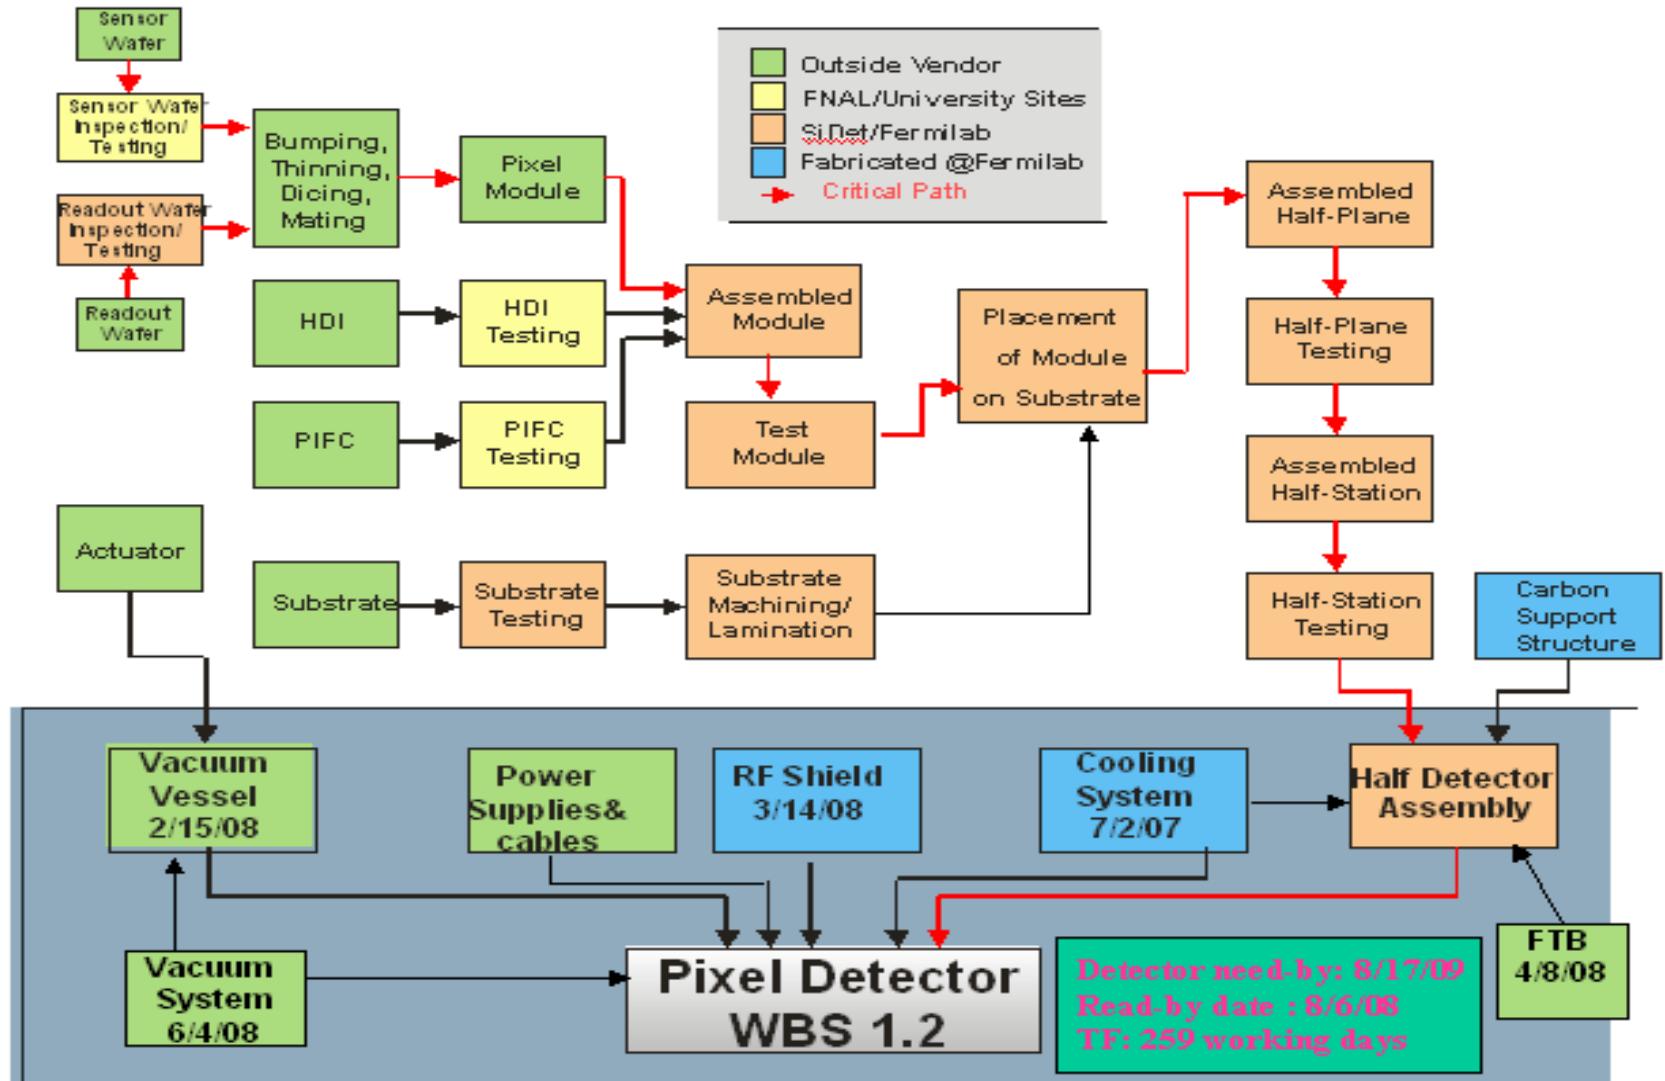 Sensor
Wafer
Sensor Wafer
Inspection/
Testing
Readout Wafer
Inspection/
Testing
Readout
Wafer
Bumping,
Thinning,
Dicing,
Mating
Pixel
Module
Outside Vendor
FNAL/University Sites
SiDet/Fermilab
Fabricated @Fermilab
Critical Path
HDI
HDI
Testing
PIFC
PIFC
Testing
Assembled
Module
Test
Module
Placement
of Module
on Substrate
Assembled
Half-Plane
Half-Plane
Testing
Assembled
Half-Station
Half-Station
Testing
Carbon
Support
Structure
Actuator
Substrate
Substrate
Testing
Substrate
Machining/
Lamination
Vacuum
Vessel
2/15/08
Power
Supplies&
cables
RF Shield
3/14/08
Cooling
System
7/2/07
Half Detector
Assembly
Vacuum
System
6/4/08
Pixel Detector
WBS 1.2
Detector need-by: 8/17/09
Read-by date : 8/6/08
TF: 259 working days
FTB
4/8/08